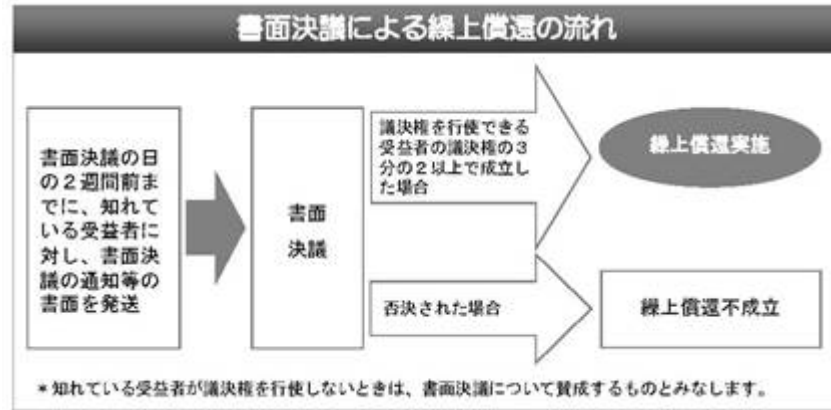 書面決議による繰上償還の流れ
書面決議の日
の2週間前ま
でに、知れて
いる受益者に
対し、書面決
議の通知等の
書面を発送
書面
決議
議決権を行使できる
受益者の議決権の3
分の2以上で成立し
た場合
繰上償還実施
否決された場合
繰上償還不成立
*知れている受益者が議決権を行使しないときは、書面決議について賛成するものとみなします。